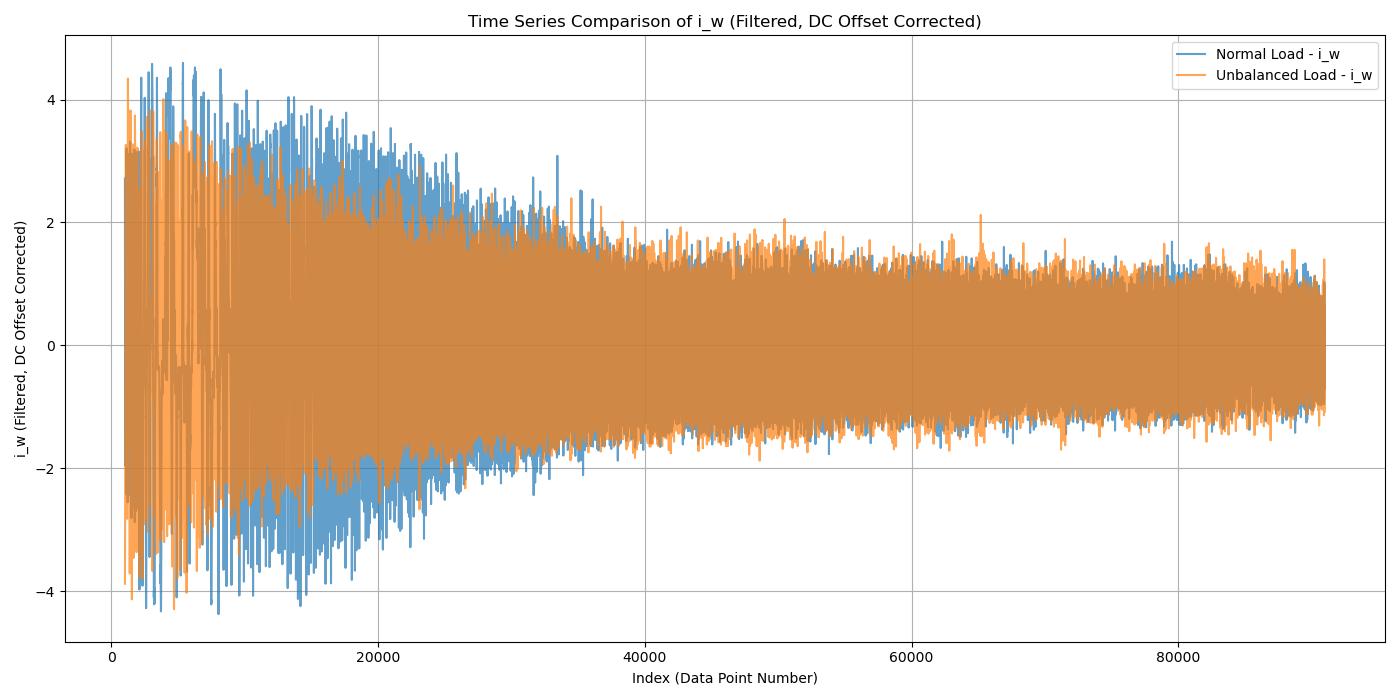 Time Series Comparison of i_w (Filtered, DC Offset Corrected)
Normal Load - i_w
Unbalanced Load - i_w
i_w (Filtered, DC Offset Corrected)
4
2
0
−2
−4
0 20000 40000 60000 80000
Index (Data Point Number)